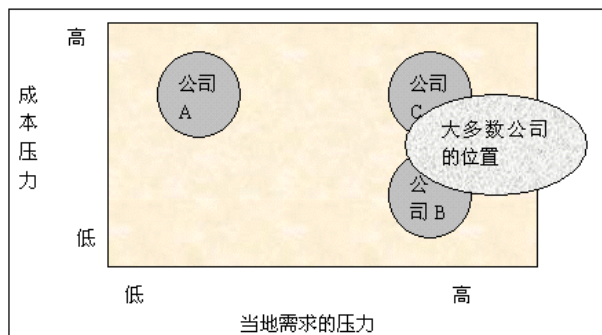 高
公司
A
公司
C
成
本
压
力
大多数公司
的位置
公
司 B
低
低
高
当地需求的压力